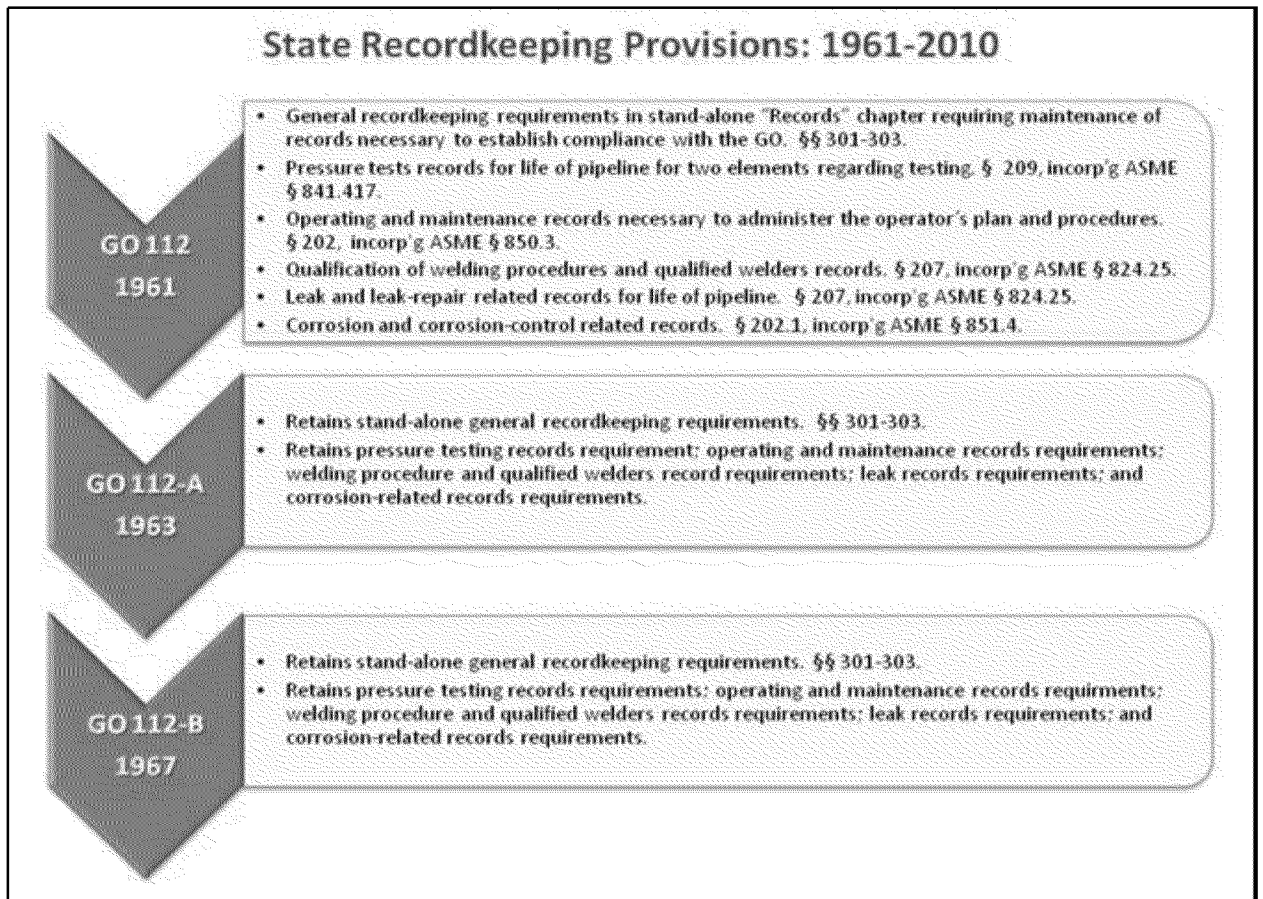 State Recordkeeping Provisions: 1961-2010
GO 112
1961
• General recordkeeping requirements in stand-alone "Records" chapter requiring maintenance of
records necessary to establish compliance with the GO. §§ 301-303.
• Pressure tests records for life of pipeline for two elements regarding testing. § 209, incorp'g ASME
§ 841.417.
• Operating and maintenance records necessary to administer the operator's plan and procedures.
§ 202, incorp'g ASME § 850.3.
• Qualification of welding procedures and qualified welders records. § 207, incorp'g ASME § 824.25.
• Leak and leak-repair related records for life of pipeline. § 207, incorp'g ASME § 824.25.
• Corrosion and corrosion-control related records. § 202.1, incorp'g ASME § 851.4.
GO 112-A
1963
• Retains stand-alone general recordkeeping requirements. §§ 301-303.
• Retains pressure testing records requirement; operating and maintenance records requirements;
welding procedure and qualified welders record requirements; leak records requirements; and
corrosion-related records requirements.
GO 112-B
1967
• Retains stand-alone general recordkeeping requirements. §§ 301-303.
• Retains pressure testing records requirements; operating and maintenance records requirments;
welding procedure and qualified welders records requirements; leak records requirements; and
corrosion-related records requirements.